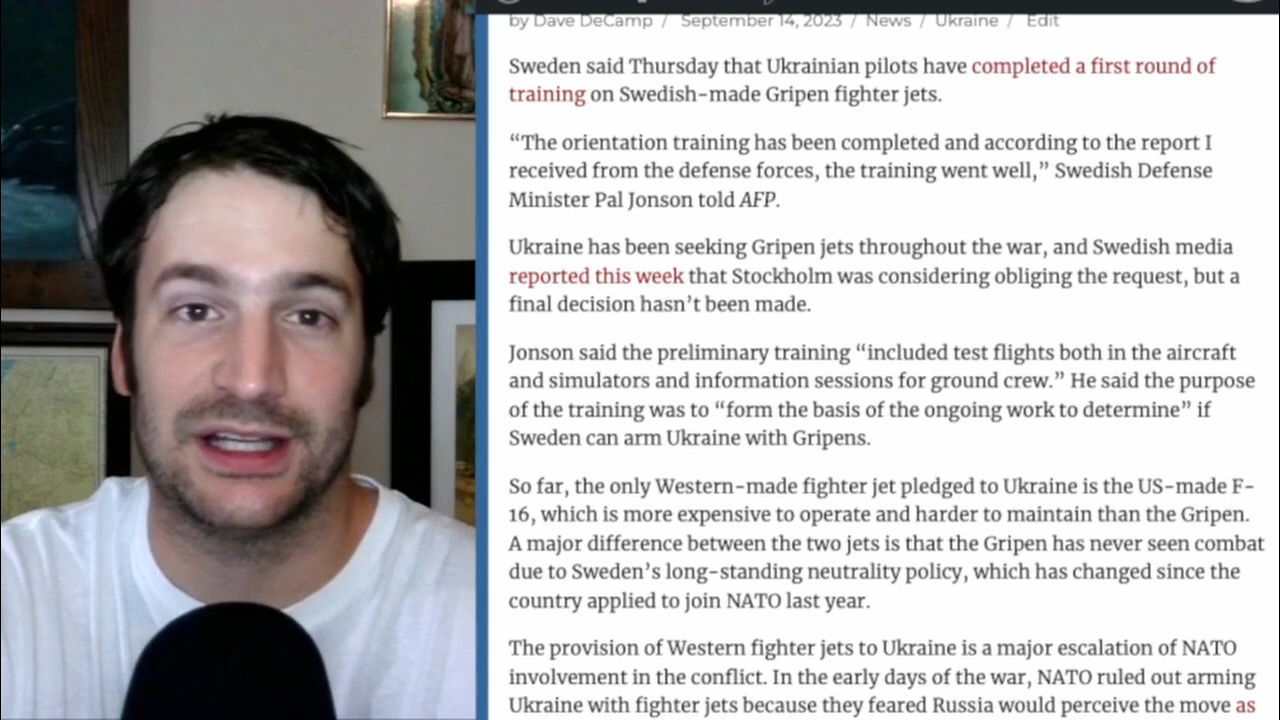 by Dave DeCamp / September 14, 2023 / News / Ukraine / Edit
Sweden said Thursday that Ukrainian pilots have completed a first round of
training on Swedish-made Gripen fighter jets.
“The orientation training has been completed and according to the report I
received from the defense forces, the training went well,” Swedish Defense
Minister Pal Jonson told AFP.
Ukraine has been seeking Gripen jets throughout the war, and Swedish media
reported this week that Stockholm was considering obliging the request, but a
final decision hasn’t been made.
Jonson said the preliminary training “included test flights both in the aircraft
and simulators and information sessions for ground crew.” He said the purpose
of the training was to “form the basis of the ongoing work to determine” if
Sweden can arm Ukraine with Gripens.
So far, the only Western-made fighter jet pledged to Ukraine is the US-made F-
16, which is more expensive to operate and harder to maintain than the Gripen.
A major difference between the two jets is that the Gripen has never seen combat
due to Sweden’s long-standing neutrality policy, which has changed since the
country applied to join NATO last year.
The provision of Western fighter jets to Ukraine is a major escalation of NATO
involvement in the conflict. In the early days of the war, NATO ruled out arming
Ukraine with fighter jets because they feared Russia would perceive the move as